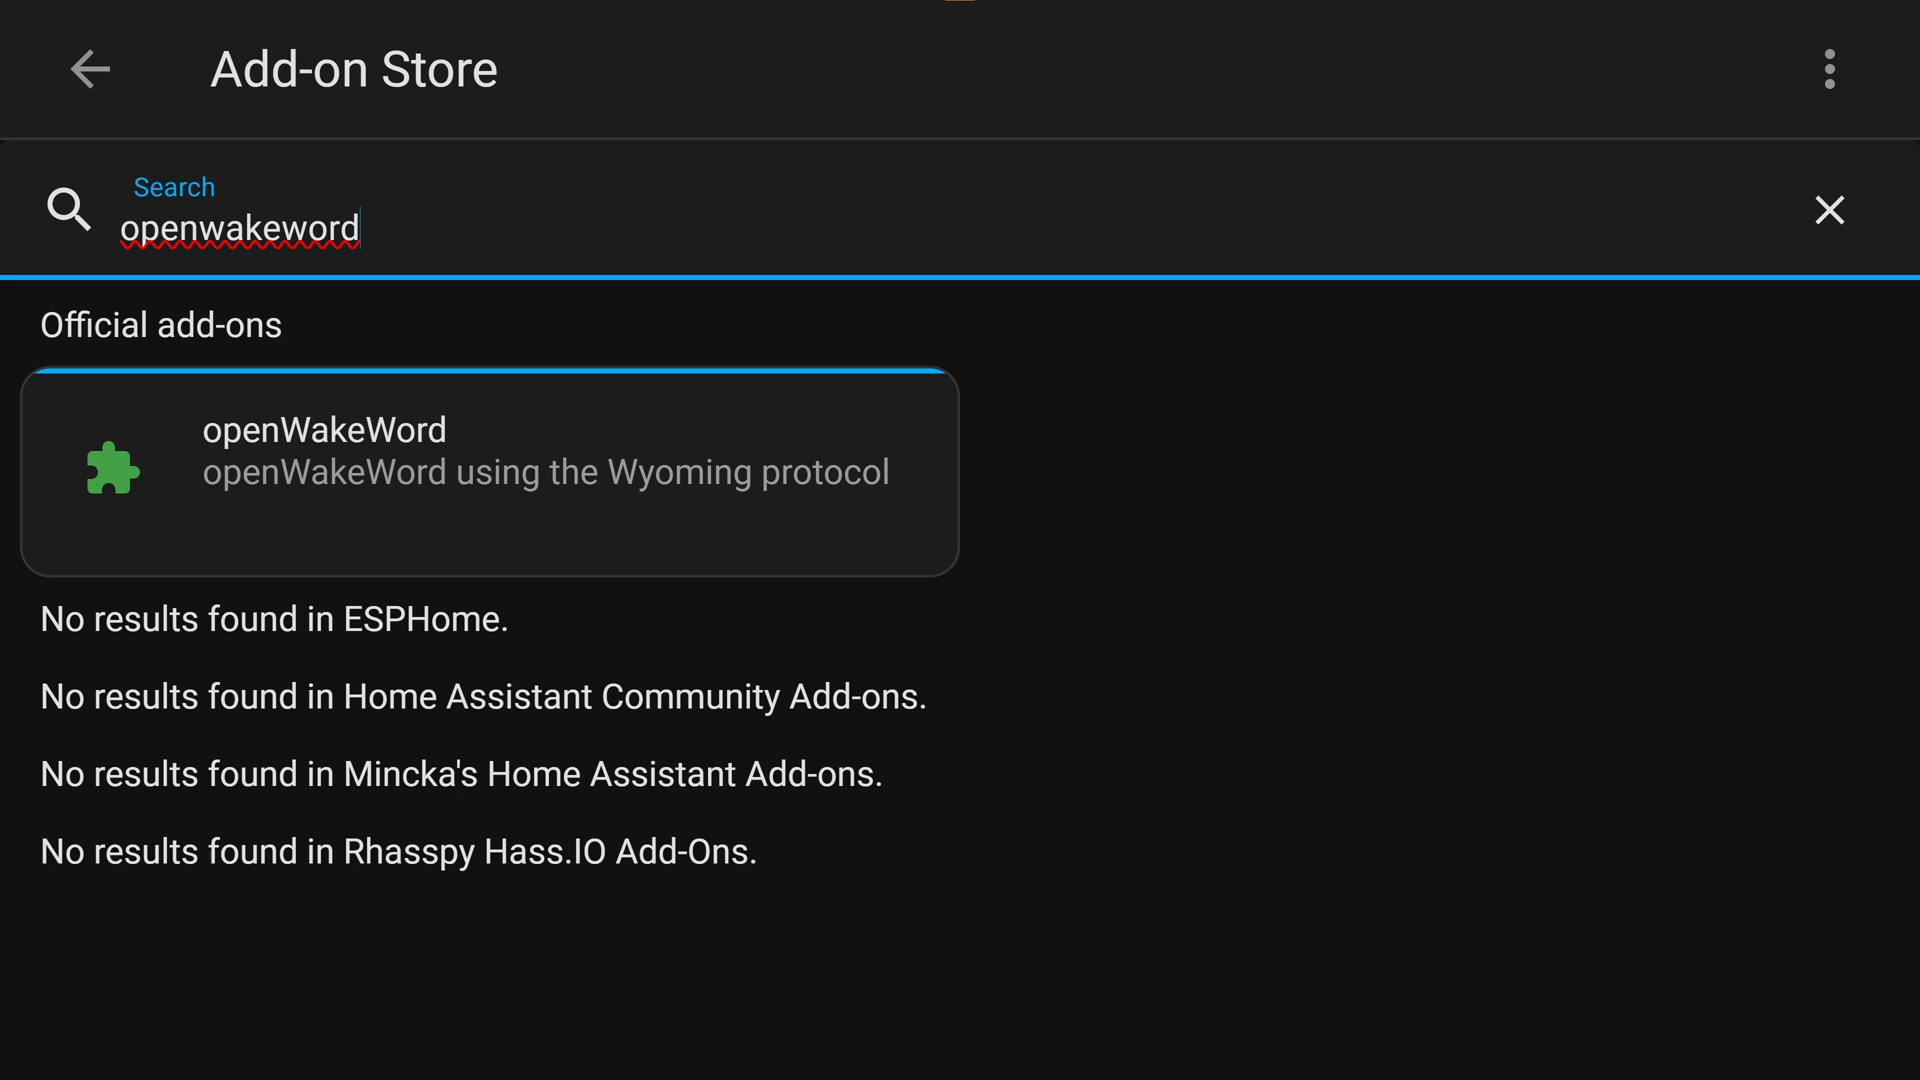 Add-on Store
Search
openwakeword
Official add-ons
openWakeWord
openWakeWord using the Wyoming protocol
No results found in ESPHome.
No results found in Home Assistant Community Add-ons.
No results found in Mincka's Home Assistant Add-ons.
No results found in Rhasspy Hass.IO Add-Ons.